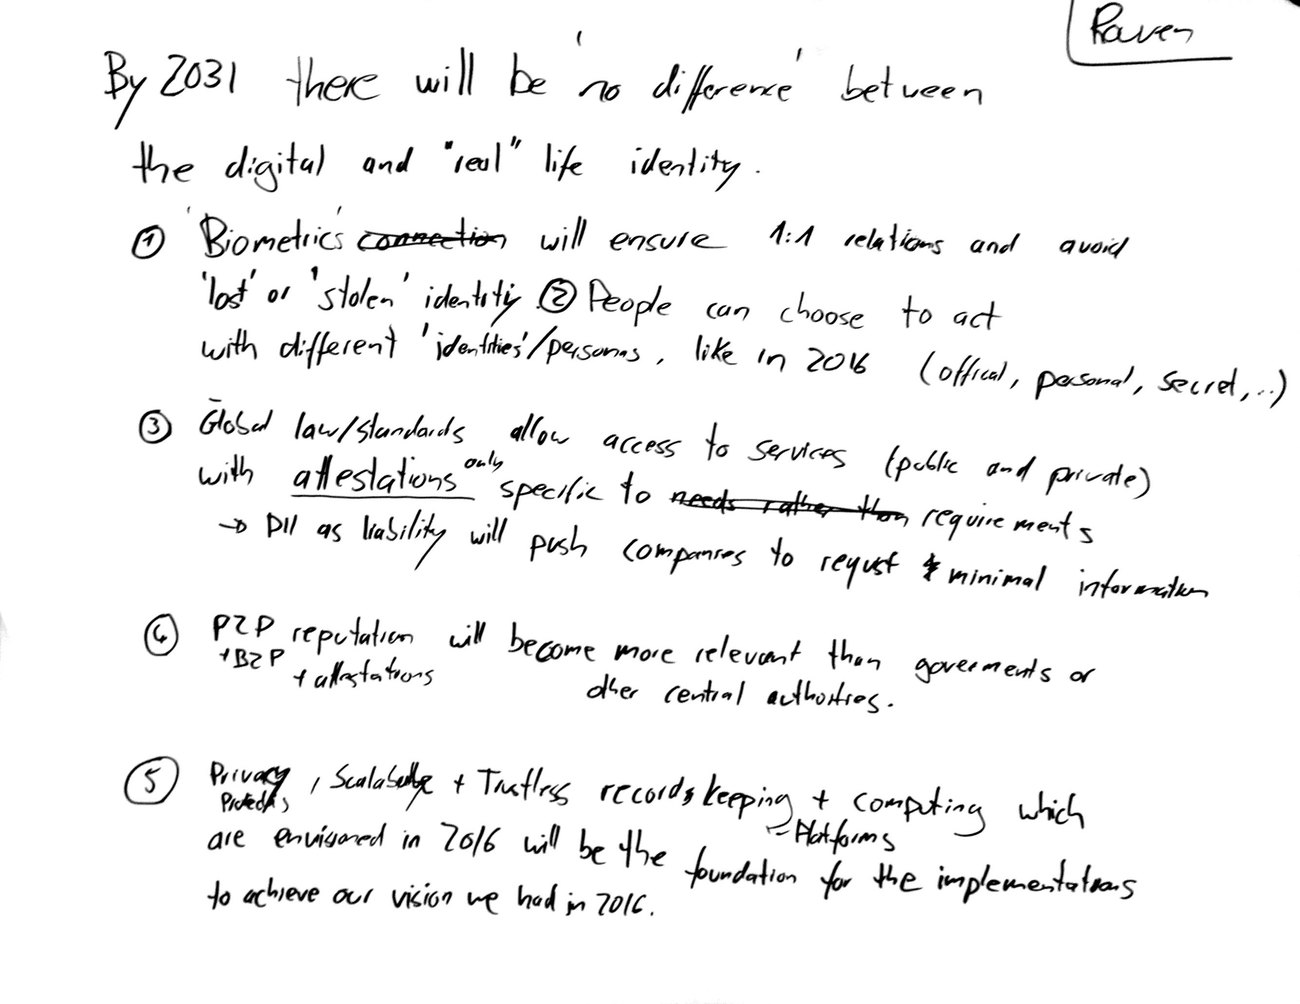 Raven
By 2031 there will be 'no difference' between
the digital and "real" life identity.
① 'Biometrics' connection will ensure 1:1 relations and avoid
'lost' or 'stolen' identity ② People can choose to act
with different 'identities'/personas, like in 2016 (offical, personal, secret,..)
③ Global law/standards allow access to services (public and private)
with attestations only specific to needs rather than requirements
→ PII as liability will push companies to requst minimal information
④ P2P reputation will become more relevant than goverments or
+B2P + attestations other central authorities.
⑤ Privacy, Scalable + Trustless records keeping + computing which
= Platforms
are envisioned in 2016 will be the foundation for the implementations
to achieve our vision we had in 2016.